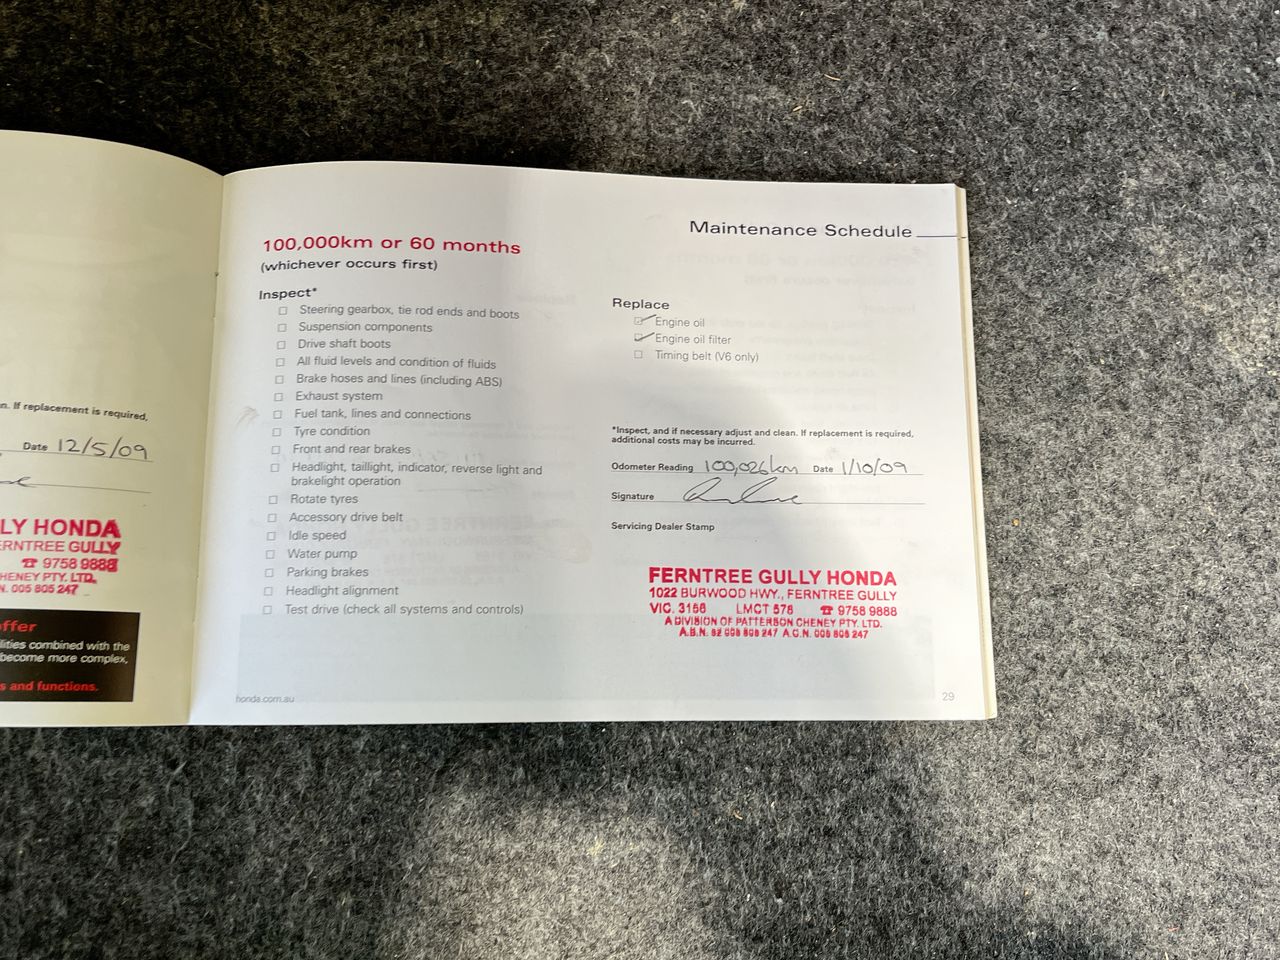 n. If replacement is required,
Date 12/5/09
LY HONDA
ERNTREE GULLY
☎ 9758 9888
HENEY PTY. LTD.
N. 005 805 247
offer
lities combined with the
become more complex,
s and functions.
Maintenance Schedule
100,000km or 60 months
(whichever occurs first)
Inspect*
Steering gearbox, tie rod ends and boots
Suspension components
Drive shaft boots
All fluid levels and condition of fluids
Brake hoses and lines (including ABS)
Exhaust system
Fuel tank, lines and connections
Tyre condition
Front and rear brakes
Headlight, taillight, indicator, reverse light and
brakelight operation
Rotate tyres
Accessory drive belt
Idle speed
Water pump
Parking brakes
Headlight alignment
Test drive (check all systems and controls)
Replace
Engine oil
Engine oil filter
Timing belt (V6 only)
*Inspect, and if necessary adjust and clean. If replacement is required,
additional costs may be incurred.
Odometer Reading 100,026km Date 1/10/09
Signature
Servicing Dealer Stamp
FERNTREE GULLY HONDA
1022 BURWOOD HWY., FERNTREE GULLY
VIC. 3156 LMCT 578 ☎ 9758 9888
A DIVISION OF PATTERSON CHENEY PTY. LTD.
A.B.N. 247 A.C.N. 005 805 247
honda.com.au
29